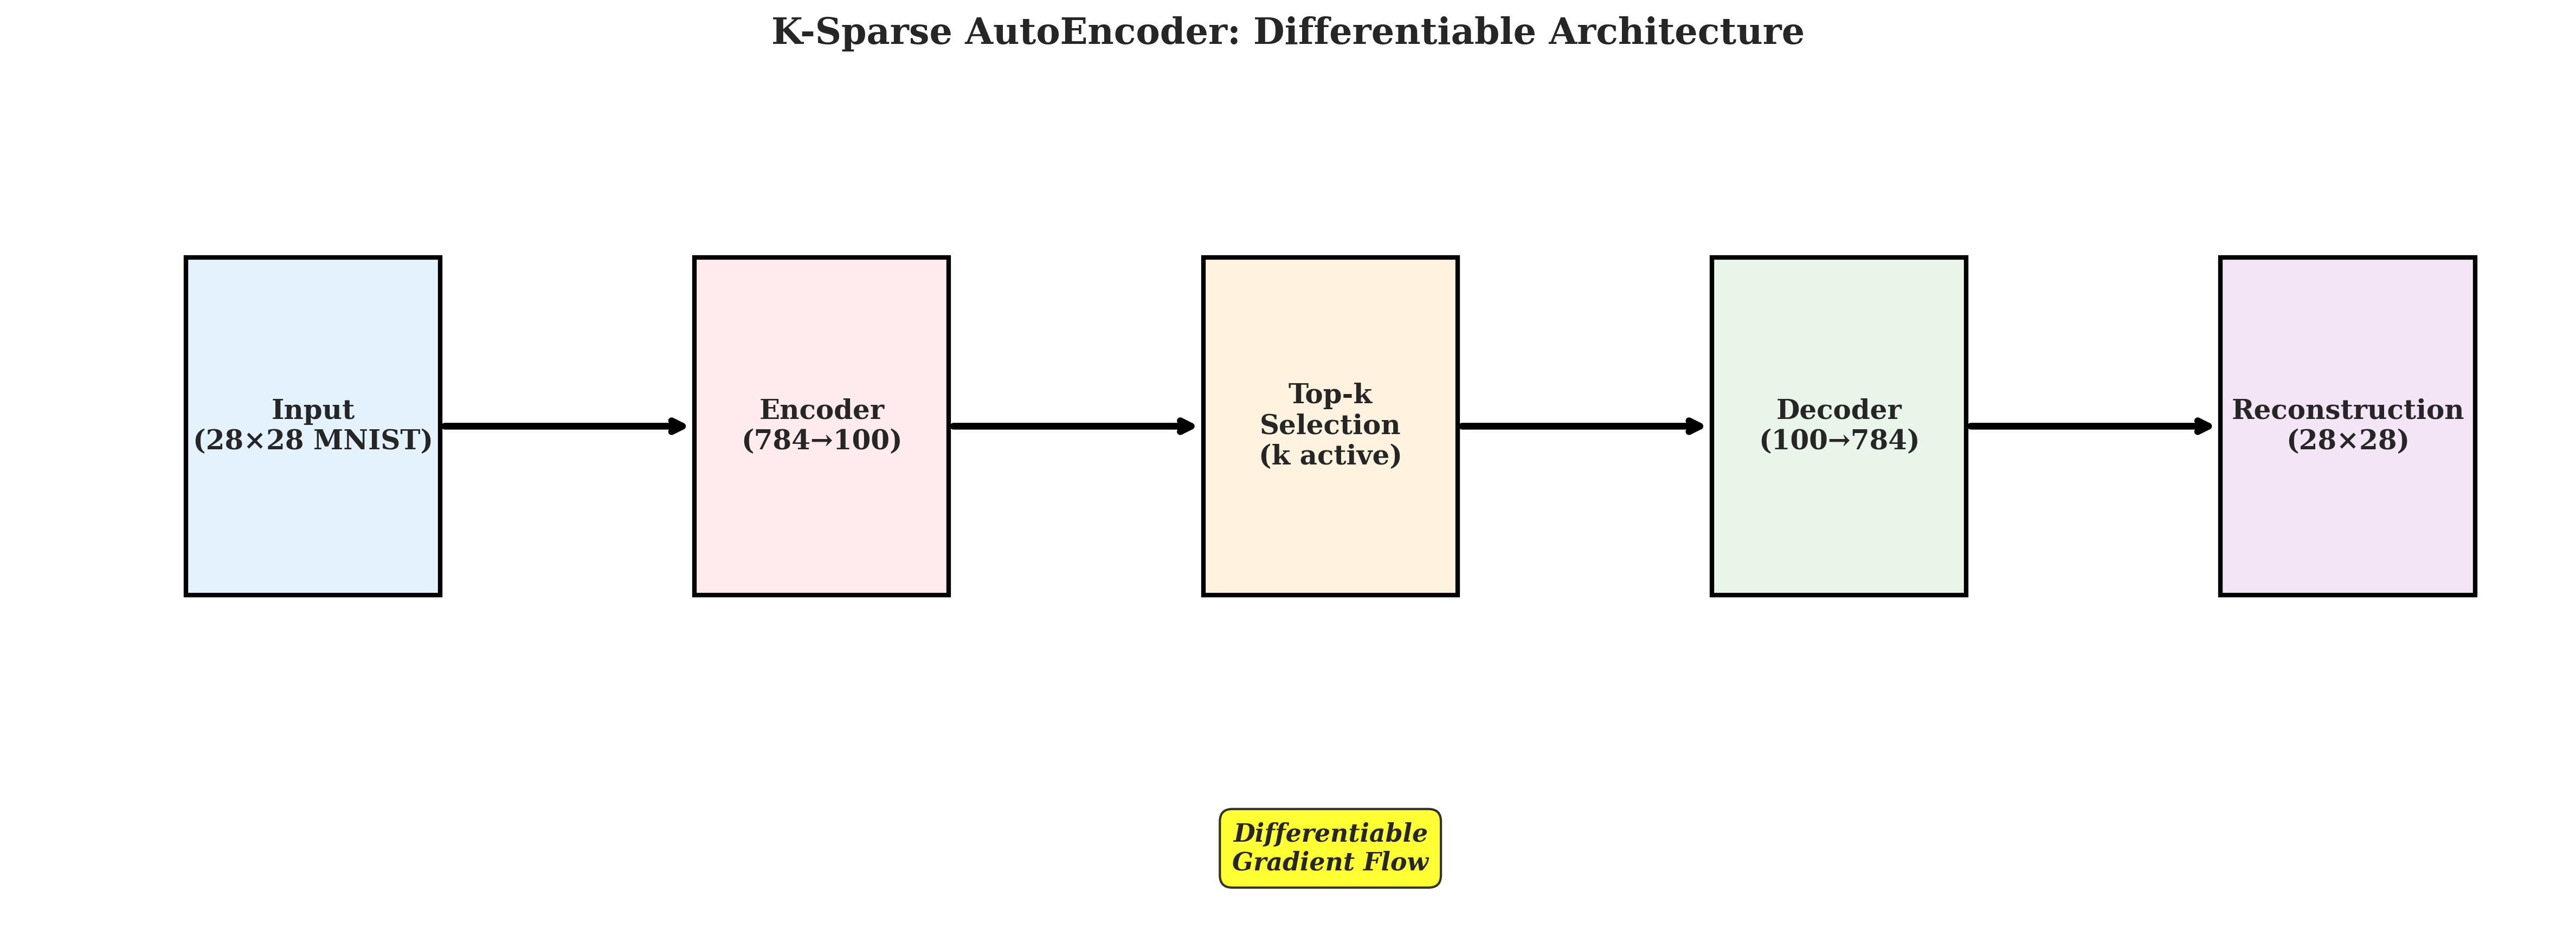 K-Sparse AutoEncoder: Differentiable Architecture
Input
(28×28 MNIST)
Encoder
(784→100)
Top-k
Selection
(k active)
Decoder
(100→784)
Reconstruction
(28×28)
Differentiable
Gradient Flow